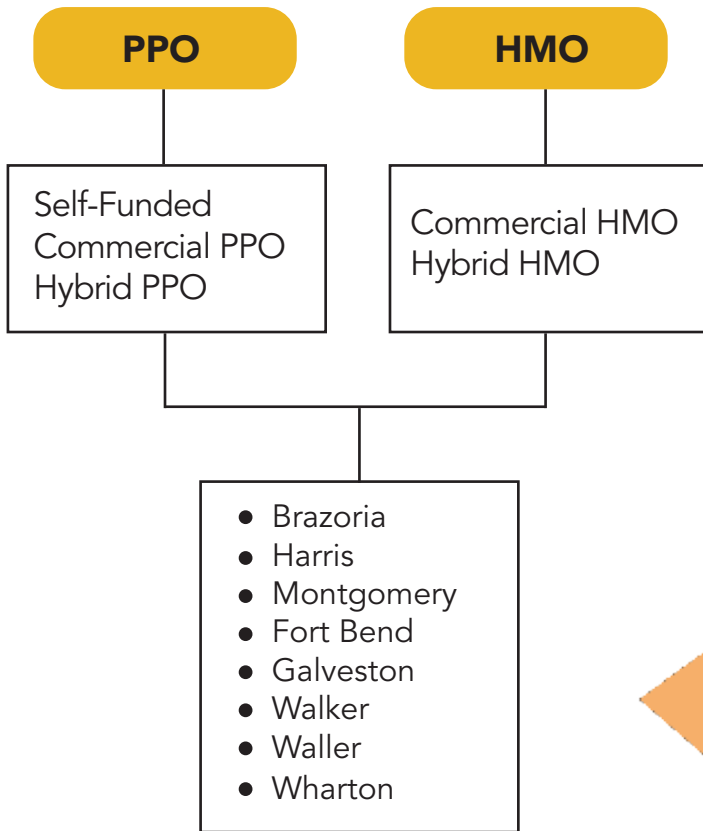 PPO
HMO
Self-Funded
Commercial PPO
Hybrid PPO
Commercial HMO
Hybrid HMO
• Brazoria
• Harris
• Montgomery
• Fort Bend
• Galveston
• Walker
• Waller
• Wharton